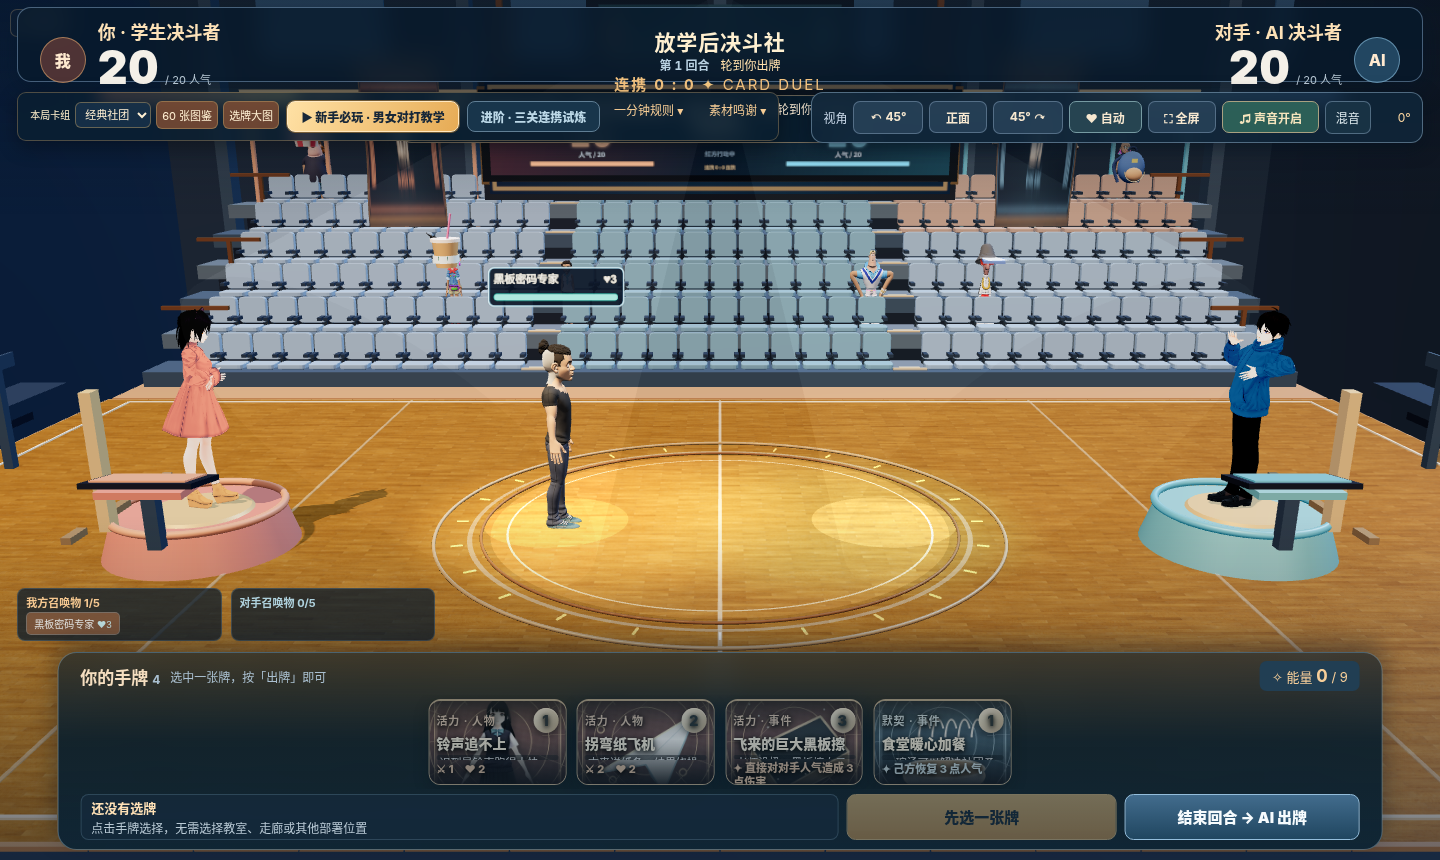 你 · 学生决斗者
我
20
/ 20 人气
放学后决斗社
第 1 回合 轮到你出牌
连携 0 : 0 ✦ CARD DUEL
对手 · AI 决斗者
20
/ 20 人气
AI
本局卡组
经典社团
60 张图鉴
选牌大图
▶ 新手必玩 · 男女对打教学
进阶 · 三关连携试炼
一分钟规则 ▾
素材鸣谢 ▾
轮到你
视角
↶ 45°
正面
45° ↷
♥ 自动
⛶ 全屏
♫ 声音开启
混音
0°
人气 / 20
人气 / 20
黑板密码专家 ♥3
我方召唤物 1/5
黑板密码专家 ♥3
对手召唤物 0/5
你的手牌 4 选中一张牌，按「出牌」即可
✧ 能量 0 / 9
活力 · 人物 1
铃声追不上
⚔ 1 ♥ 2
活力 · 人物 2
拐弯纸飞机
⚔ 2 ♥ 2
活力 · 事件 3
飞来的巨大黑板擦
✦ 直接对对手人气造成 3
点伤害
默契 · 事件 1
食堂暖心加餐
✦ 己方恢复 3 点人气
还没有选牌
点击手牌选择，无需选择教室、走廊或其他部署位置
先选一张牌
结束回合 → AI 出牌